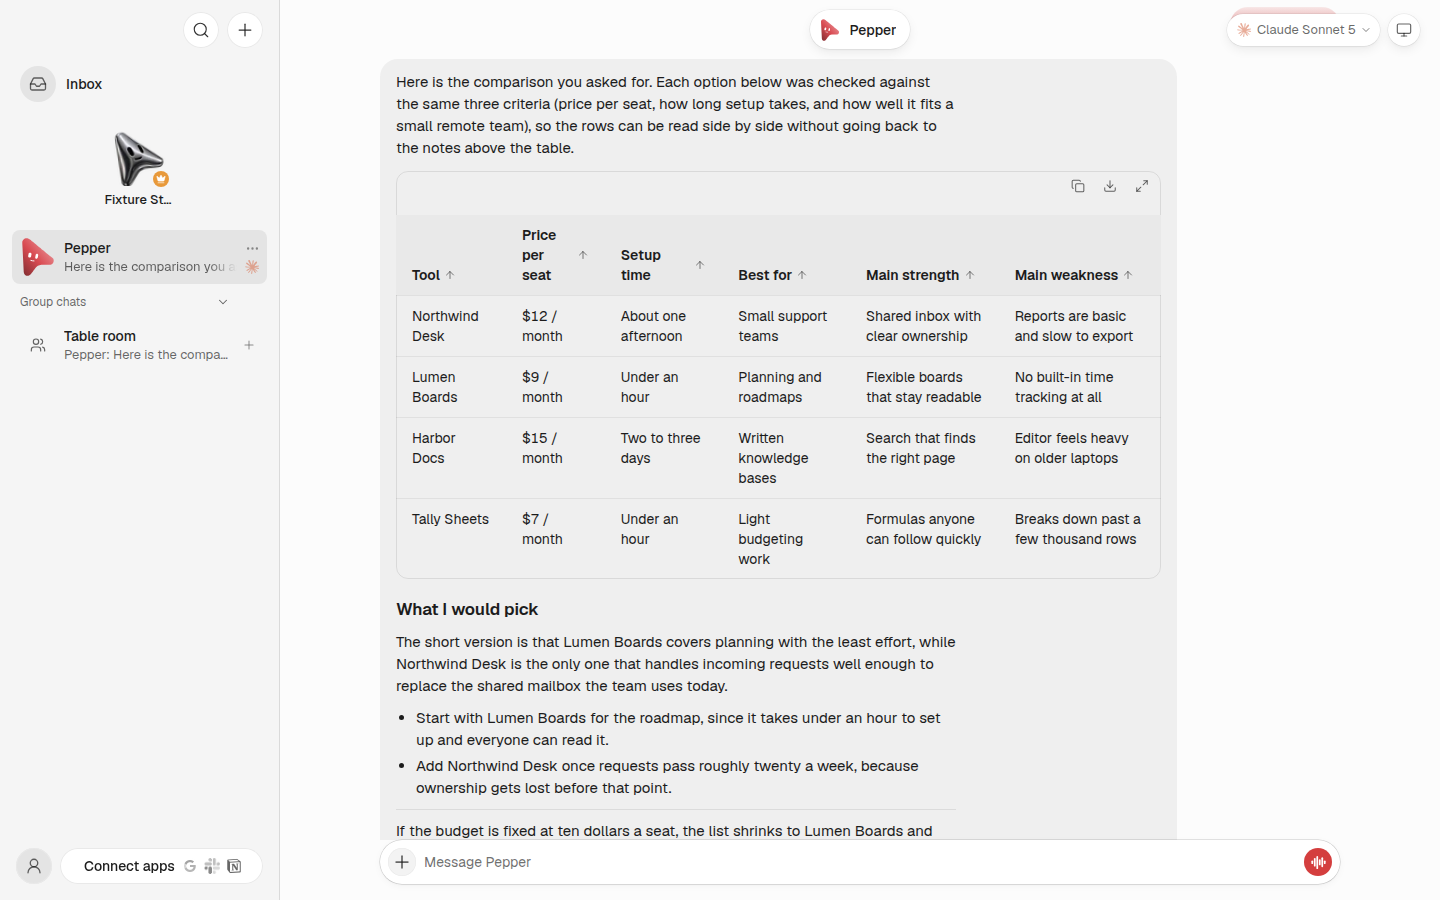 Pepper
Claude Sonnet 5
Inbox
Fixture St...
Pepper
Here is the comparison you a
Group chats
Table room
Pepper: Here is the compa...
Connect apps
Here is the comparison you asked for. Each option below was checked against
the same three criteria (price per seat, how long setup takes, and how well it fits a
small remote team), so the rows can be read side by side without going back to
the notes above the table.
Tool Price per seat Setup time Best for Main strength Main weakness
Northwind Desk $12 / month About one afternoon Small support teams Shared inbox with clear ownership Reports are basic and slow to export
Lumen Boards $9 / month Under an hour Planning and roadmaps Flexible boards that stay readable No built-in time tracking at all
Harbor Docs $15 / month Two to three days Written knowledge bases Search that finds the right page Editor feels heavy on older laptops
Tally Sheets $7 / month Under an hour Light budgeting work Formulas anyone can follow quickly Breaks down past a few thousand rows
What I would pick
The short version is that Lumen Boards covers planning with the least effort, while
Northwind Desk is the only one that handles incoming requests well enough to
replace the shared mailbox the team uses today.
Start with Lumen Boards for the roadmap, since it takes under an hour to set
up and everyone can read it.
Add Northwind Desk once requests pass roughly twenty a week, because
ownership gets lost before that point.
If the budget is fixed at ten dollars a seat, the list shrinks to Lumen Boards and
Message Pepper